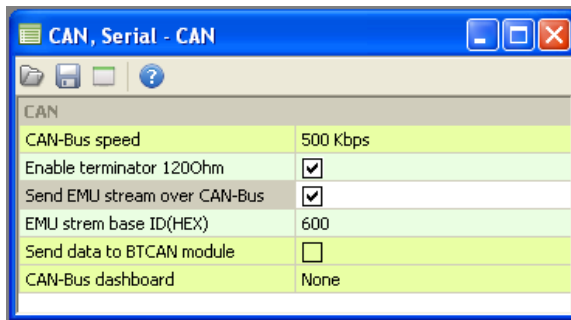 CAN, Serial - CAN
CAN
CAN-Bus speed 500 Kbps
Enable terminator 120Ohm
Send EMU stream over CAN-Bus
EMU strem base ID(HEX) 600
Send data to BTCAN module
CAN-Bus dashboard None